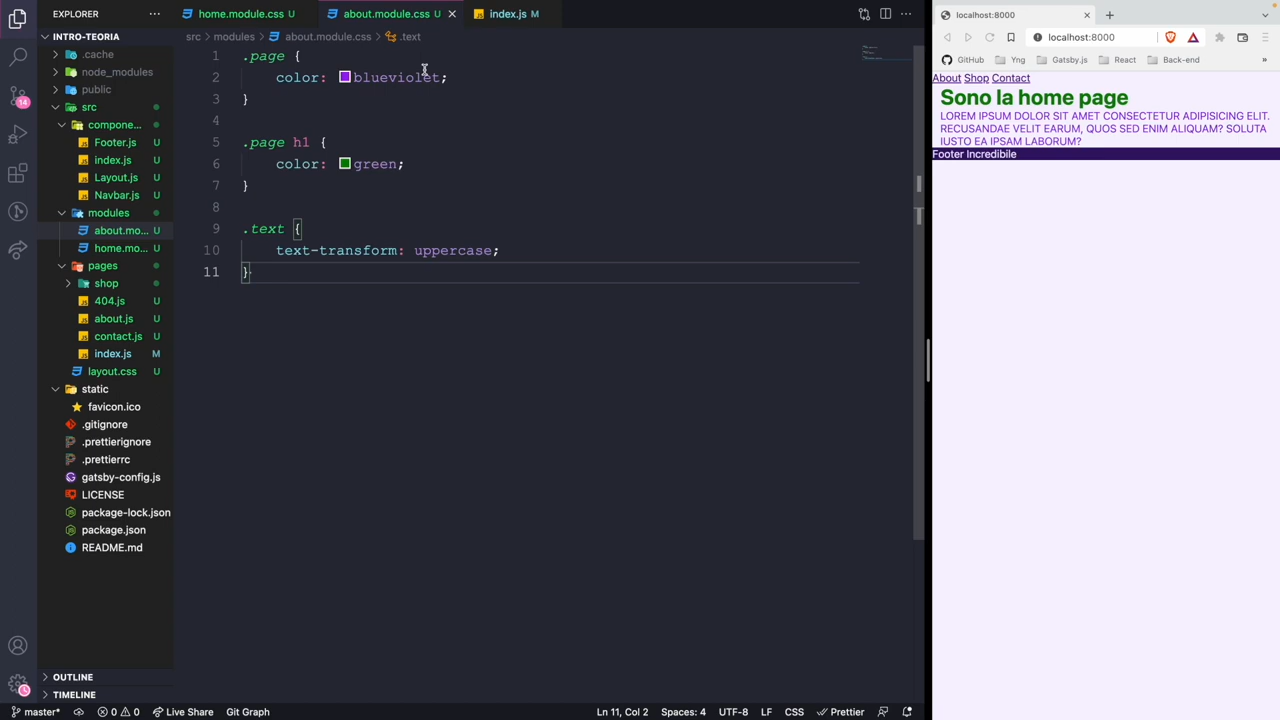 EXPLORER
INTRO-TEORIA
.cache
node_modules
public
src
compone...
Footer.js U
index.js U
Layout.js U
Navbar.js U
modules
about.mo... U
home.mo... U
pages
shop
404.js U
about.js U
contact.js U
index.js M
layout.css U
static
favicon.ico
.gitignore
.prettierignore
.prettierrc
gatsby-config.js
LICENSE
package-lock.json
package.json
README.md
OUTLINE
TIMELINE
14
home.module.css U about.module.css U index.js M
src modules about.module.css .text
1 .page {
2 color: blueviolet;
3 }
4
5 .page h1 {
6 color: green;
7 }
8
9 .text {
10 text-transform: uppercase;
11 }
master* 0 0 Live Share Git Graph Ln 11, Col 2 Spaces: 4 UTF-8 LF CSS Prettier
localhost:8000
localhost:8000
GitHub Yng Gatsby.js React Back-end
About Shop Contact
Sono la home page
LOREM IPSUM DOLOR SIT AMET CONSECTETUR ADIPISICING ELIT.
RECUSANDAE VELIT EARUM, QUOS SED ENIM ALIQUAM? SOLUTA
IUSTO EA IPSAM LABORUM?
Footer Incredibile